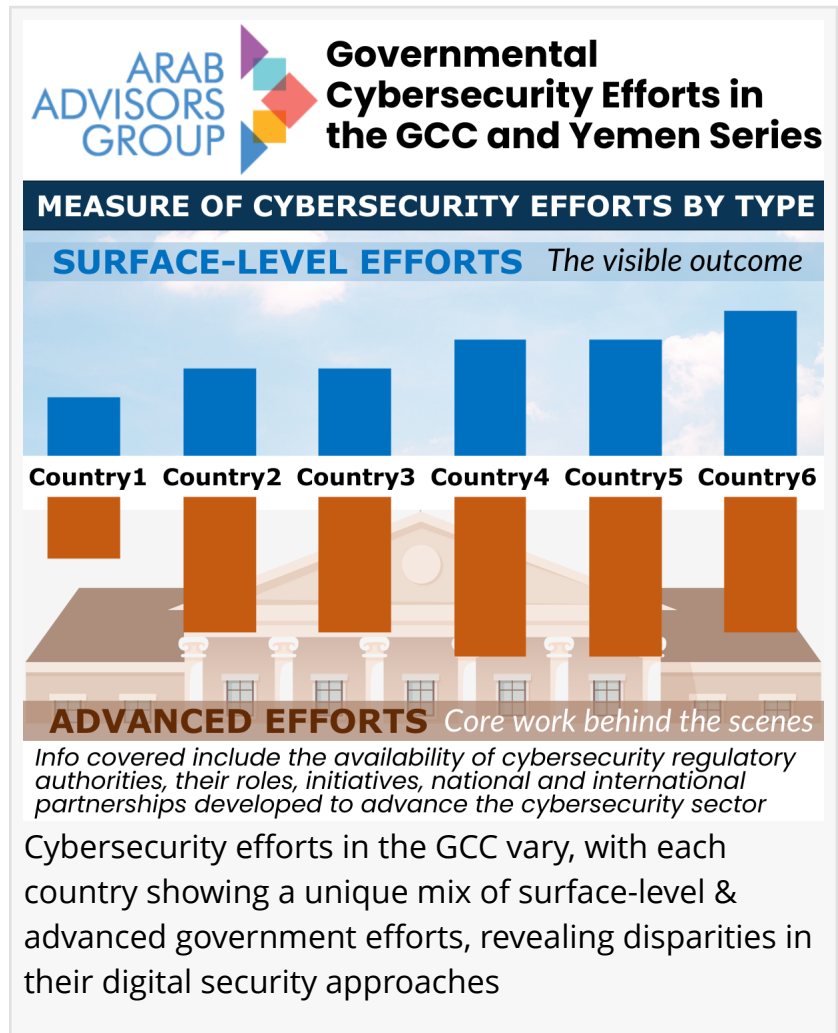 ARAB
ADVISORS
GROUP
Governmental
Cybersecurity Efforts in
the GCC and Yemen Series
MEASURE OF CYBERSECURITY EFFORTS BY TYPE
SURFACE-LEVEL EFFORTS The visible outcome
Country1 Country2 Country3 Country4 Country5 Country6
ADVANCED EFFORTS Core work behind the scenes
Info covered include the availability of cybersecurity regulatory
authorities, their roles, initiatives, national and international
partnerships developed to advance the cybersecurity sector
Cybersecurity efforts in the GCC vary, with each
country showing a unique mix of surface-level &
advanced government efforts, revealing disparities in
their digital security approaches